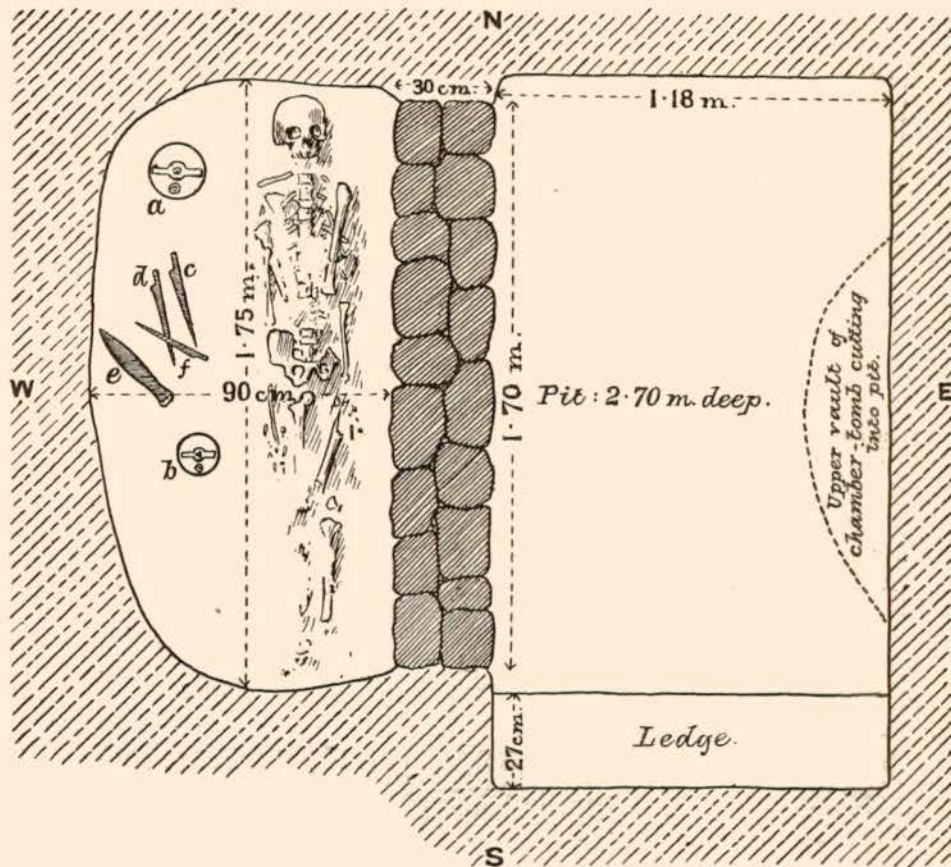 N
30 cm.
1·18 m.
a
d
c
1·75 m.
f
e
W
90 cm.
1·70 m.
Pit: 2·70 m. deep.
Upper vault of
chamber-tomb cutting
into pit.
E
b
27 cm.
Ledge.
S